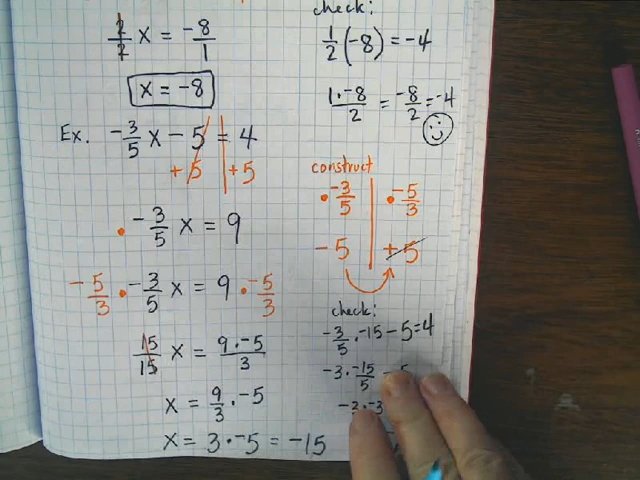 2/2 x = -8/1
x = -8
Ex. -3/5 x - 5 = 4
+5 +5
· -3/5 x = 9
-5/3 · -3/5 x = 9 · -5/3
15/15 x = 9·-5/3
x = 9/3 · -5
x = 3 · -5 = -15
check:
1/2 (-8) = -4
1·-8/2 = -8/2 = -4
construct
· -3/5 · -5/3
-5 +5
check:
-3/5 · -15 - 5 = 4
-3 · -15/5 - 5
-3 · -3